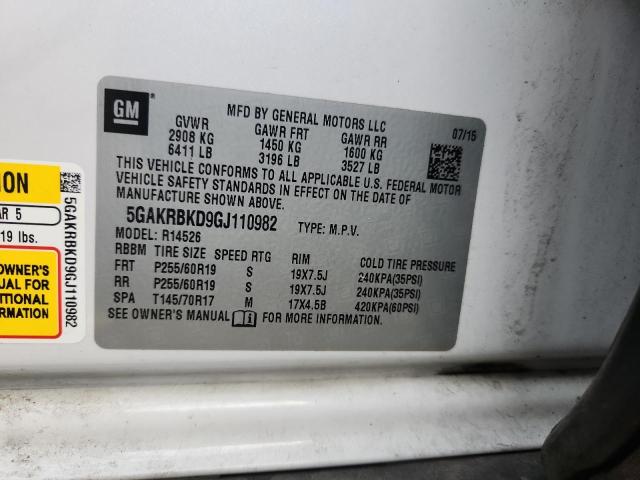 GM
MFD BY GENERAL MOTORS LLC
07/15
GVWR GAWR FRT GAWR RR
2908 KG 1450 KG 1600 KG
6411 LB 3196 LB 3527 LB
THIS VEHICLE CONFORMS TO ALL APPLICABLE U.S. FEDERAL MOTOR
VEHICLE SAFETY STANDARDS IN EFFECT ON THE DATE OF
MANUFACTURE SHOWN ABOVE.
5GAKRBKD9GJ110982 TYPE: M.P.V.
MODEL: R14526
RBBM TIRE SIZE SPEED RTG RIM COLD TIRE PRESSURE
FRT P255/60R19 S 19X7.5J 240KPA(35PSI)
RR P255/60R19 S 19X7.5J 240KPA(35PSI)
SPA T145/70R17 M 17X4.5B 420KPA(60PSI)
SEE OWNER'S MANUAL FOR MORE INFORMATION.
ION
AR 5
19 lbs.
OWNER'S
L FOR
ITIONAL
RMATION
5GAKRBKD9GJ110982